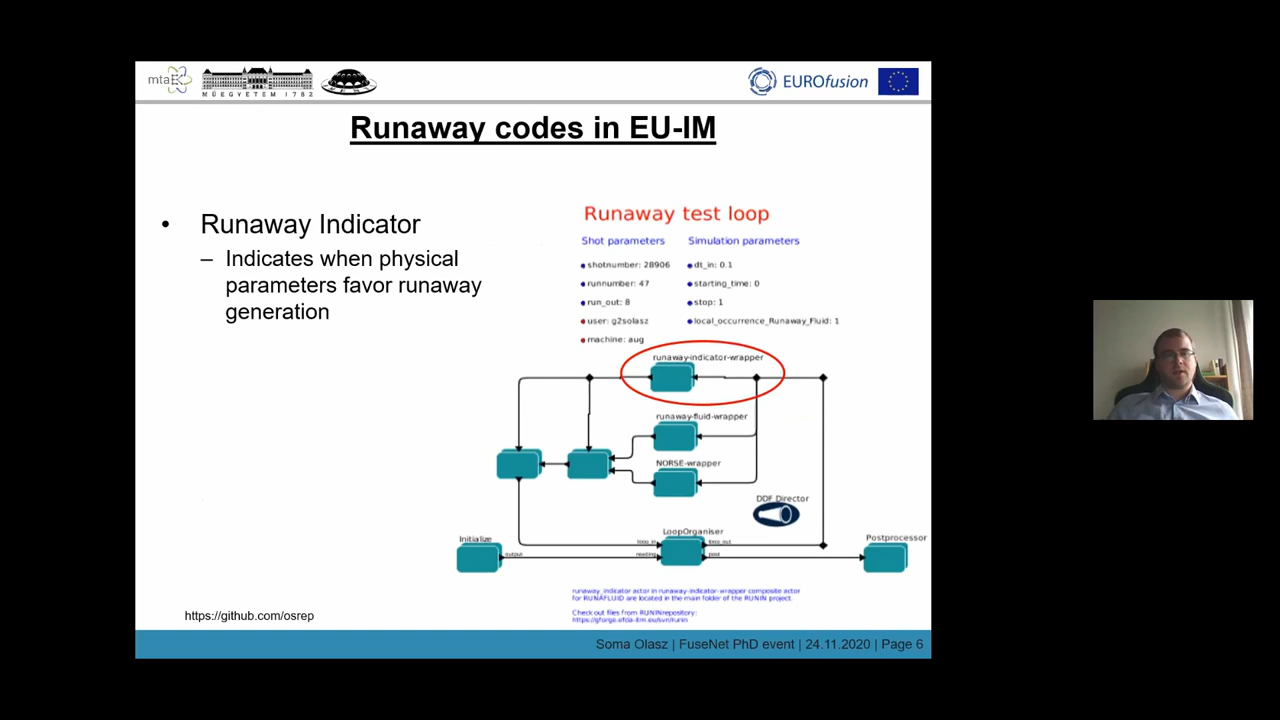 mta EK
MŰEGYETEM 1782
EUROfusion
Runaway codes in EU-IM
• Runaway Indicator
– Indicates when physical
parameters favor runaway
generation
Runaway test loop
Shot parameters
Simulation parameters
shotnumber: 28906
dt_in: 0.1
runnumber: 47
starting_time: 0
run_out: 8
stop: 1
user: g2solasz
local_occurrence_Runaway_Fluid: 1
machine: aug
runaway-indicator-wrapper
runaway-fluid-wrapper
NORSE-wrapper
DDF Director
LoopOrganiser
Initialize
Postprocessor
loop_in
loop_out
output
post
runaway_indicator actor in runaway-indicator-wrapper composite actor
for RUNAFLUID are located in the main folder of the RUNIN project.
Check out files from RUNINrepository:
https://gforge.efda-itm.eu/svn/runin
https://github.com/osrep
Soma Olasz | FuseNet PhD event | 24.11.2020 | Page 6